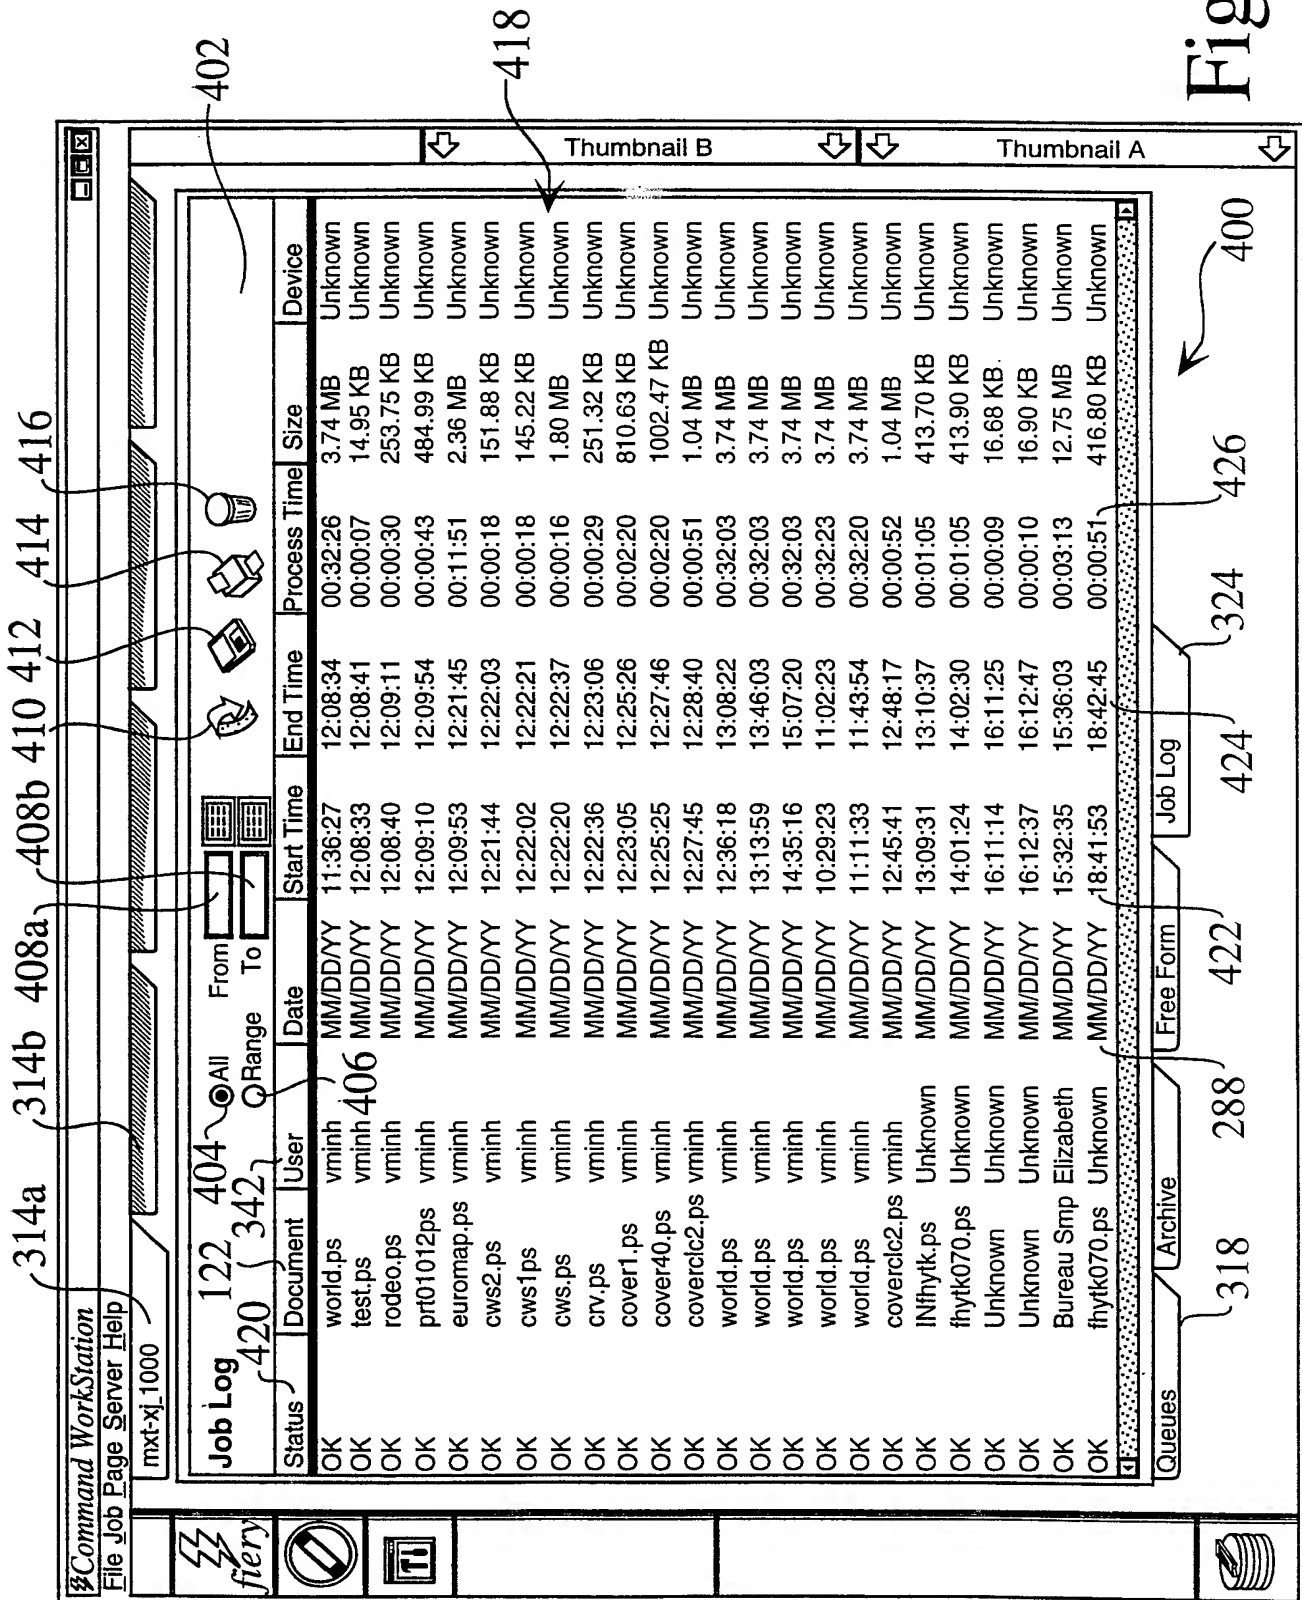 314a 314b 408a 408b 410 412 414 416
Command WorkStation
File Job Page Server Help
mxt-xj_1000
402
fiery
Job Log
122 404 All From
420 342 Range To
406
Status Document User Date Start Time End Time Process Time Size Device
OK world.ps vminh MM/DD/YY 11:36:27 12:08:34 00:32:26 3.74 MB Unknown
OK test.ps vminh MM/DD/YY 12:08:33 12:08:41 00:00:07 14.95 KB Unknown
OK rodeo.ps vminh MM/DD/YY 12:08:40 12:09:11 00:00:30 253.75 KB Unknown
OK prt01012ps vminh MM/DD/YY 12:09:10 12:09:54 00:00:43 484.99 KB Unknown
OK euromap.ps vminh MM/DD/YY 12:09:53 12:21:45 00:11:51 2.36 MB Unknown
OK cws2.ps vminh MM/DD/YY 12:21:44 12:22:03 00:00:18 151.88 KB Unknown
OK cws1ps vminh MM/DD/YY 12:22:02 12:22:21 00:00:18 145.22 KB Unknown
OK cws.ps vminh MM/DD/YY 12:22:20 12:22:37 00:00:16 1.80 MB Unknown
OK crv.ps vminh MM/DD/YY 12:22:36 12:23:06 00:00:29 251.32 KB Unknown
OK cover1.ps vminh MM/DD/YY 12:23:05 12:25:26 00:02:20 810.63 KB Unknown
OK cover40.ps vminh MM/DD/YY 12:25:25 12:27:46 00:02:20 1002.47 KB Unknown
OK coverclc2.ps vminh MM/DD/YY 12:27:45 12:28:40 00:00:51 1.04 MB Unknown
OK world.ps vminh MM/DD/YY 12:36:18 13:08:22 00:32:03 3.74 MB Unknown
OK world.ps vminh MM/DD/YY 13:13:59 13:46:03 00:32:03 3.74 MB Unknown
OK world.ps vminh MM/DD/YY 14:35:16 15:07:20 00:32:03 3.74 MB Unknown
OK world.ps vminh MM/DD/YY 10:29:23 11:02:23 00:32:23 3.74 MB Unknown
OK world.ps vminh MM/DD/YY 11:11:33 11:43:54 00:32:20 3.74 MB Unknown
OK coverclc2.ps vminh MM/DD/YY 12:45:41 12:48:17 00:00:52 1.04 MB Unknown
OK INfhytk.ps Unknown MM/DD/YY 13:09:31 13:10:37 00:01:05 413.70 KB Unknown
OK fhytk070.ps Unknown MM/DD/YY 14:01:24 14:02:30 00:01:05 413.90 KB Unknown
OK Unknown Unknown MM/DD/YY 16:11:14 16:11:25 00:00:09 16.68 KB. Unknown
OK Unknown Unknown MM/DD/YY 16:12:37 16:12:47 00:00:10 16.90 KB Unknown
OK Bureau Smp Elizabeth MM/DD/YY 15:32:35 15:36:03 00:03:13 12.75 MB Unknown
OK fhytk070.ps Unknown MM/DD/YY 18:41:53 18:42:45 00:00:51 416.80 KB Unknown
418
Thumbnail B
Thumbnail A
Queues Archive Free Form Job Log
318 288 422 424 324 426 400
Fig